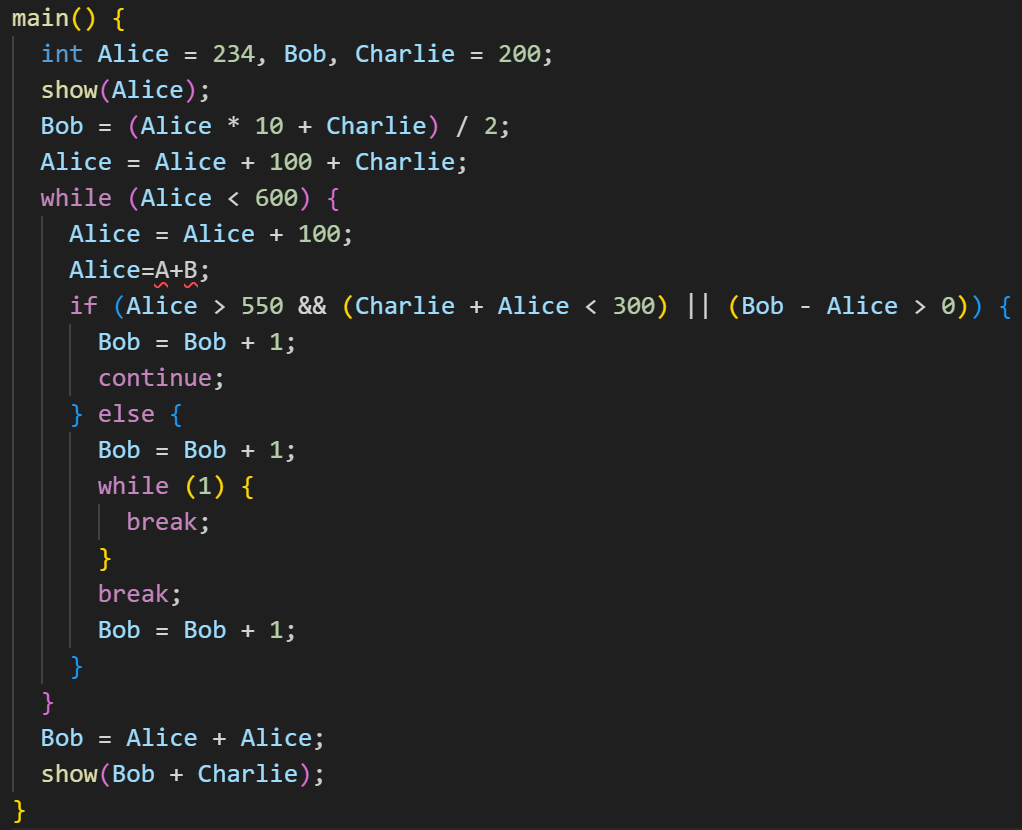 main() {
int Alice = 234, Bob, Charlie = 200;
show(Alice);
Bob = (Alice * 10 + Charlie) / 2;
Alice = Alice + 100 + Charlie;
while (Alice < 600) {
Alice = Alice + 100;
Alice=A+B;
if (Alice > 550 && (Charlie + Alice < 300) || (Bob - Alice > 0)) {
Bob = Bob + 1;
continue;
} else {
Bob = Bob + 1;
while (1) {
break;
}
break;
Bob = Bob + 1;
}
}
Bob = Alice + Alice;
show(Bob + Charlie);
}